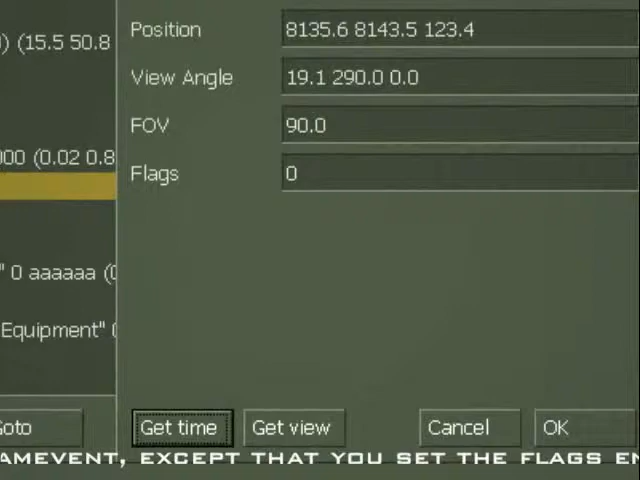 Position
8135.6 8143.5 123.4
) (15.5 50.8
View Angle
19.1 290.0 0.0
FOV
90.0
000 (0.02 0.8
Flags
0
" 0 aaaaaa (0
Equipment" 0
Goto
Get time
Get view
Cancel
OK
AMEVENT, EXCEPT THAT YOU SET THE FLAGS EN